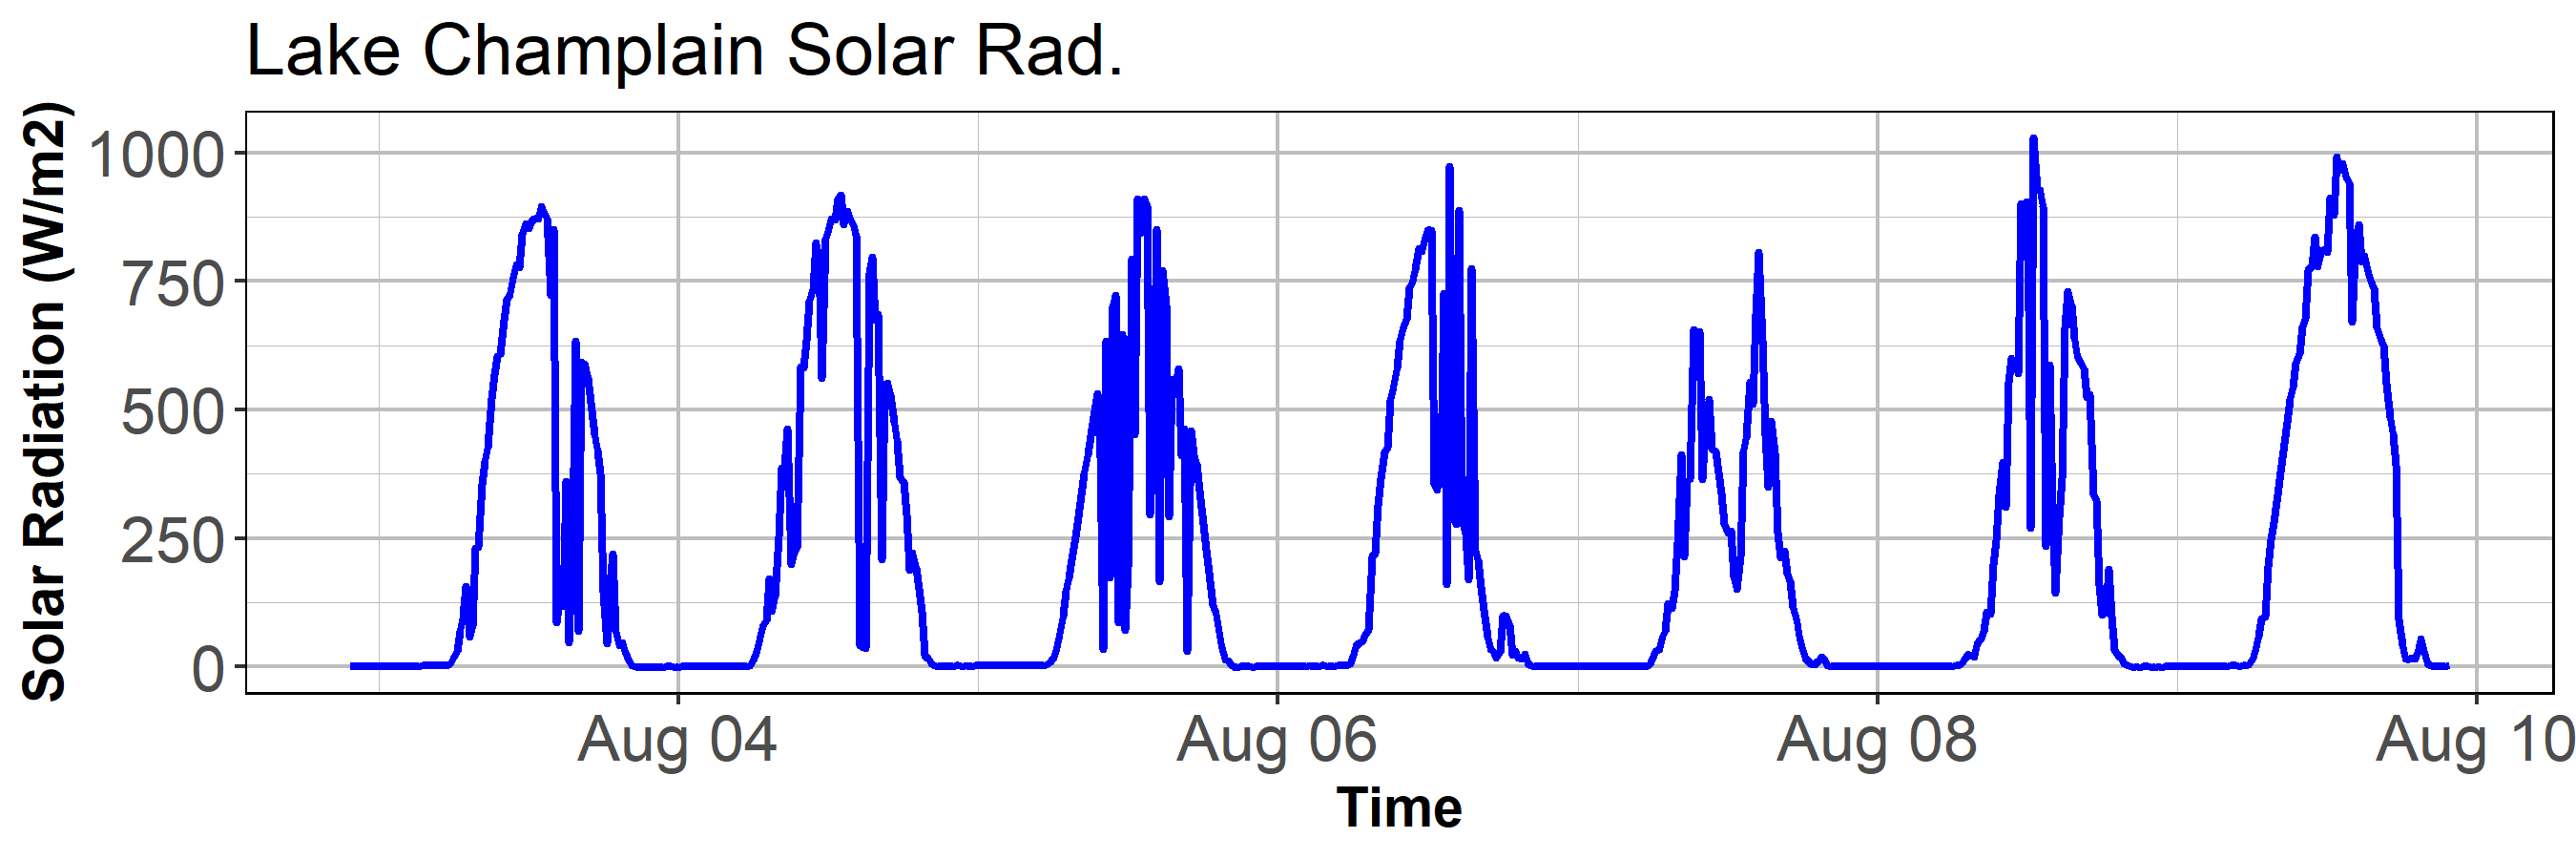 Lake Champlain Solar Rad.
Solar Radiation (W/m2)
1000
750
500
250
0
Aug 04
Aug 06
Aug 08
Aug 10
Time